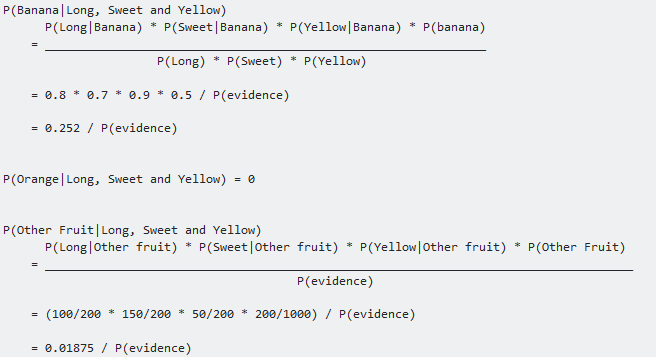 P(Banana|Long, Sweet and Yellow)
P(Long|Banana) * P(Sweet|Banana) * P(Yellow|Banana) * P(banana)
= _______________________________________________________________
P(Long) * P(Sweet) * P(Yellow)
= 0.8 * 0.7 * 0.9 * 0.5 / P(evidence)
= 0.252 / P(evidence)
P(Orange|Long, Sweet and Yellow) = 0
P(Other Fruit|Long, Sweet and Yellow)
P(Long|Other fruit) * P(Sweet|Other fruit) * P(Yellow|Other fruit) * P(Other Fruit)
= ____________________________________________________________________________________
P(evidence)
= (100/200 * 150/200 * 50/200 * 200/1000) / P(evidence)
= 0.01875 / P(evidence)